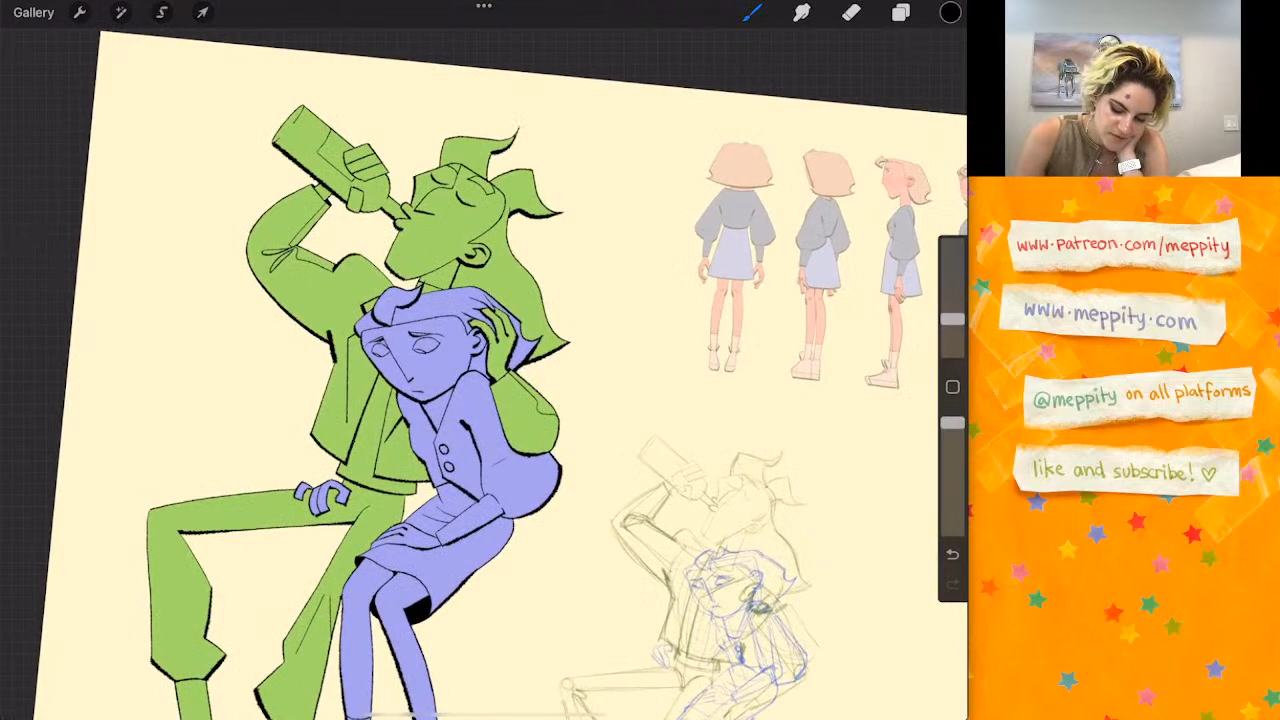 Gallery
www.patreon.com/meppity
www.meppity.com
@meppity on all platforms
like and subscribe! ♡